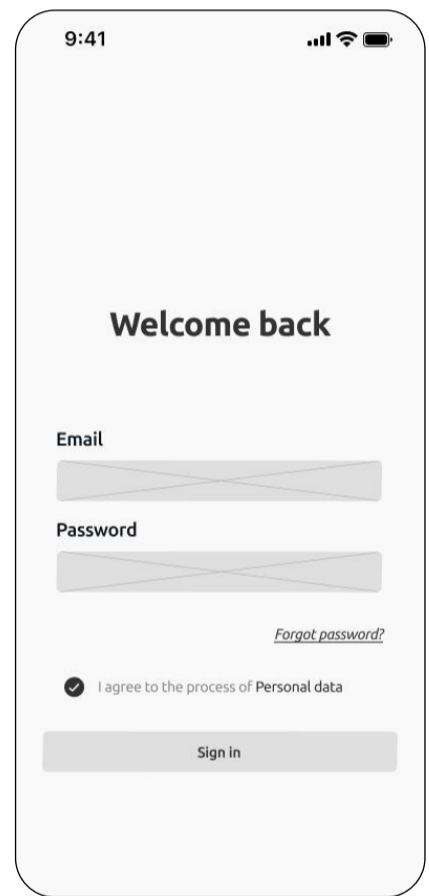 9:41
Welcome back
Email
Password
Forgot password?
I agree to the process of Personal data
Sign in